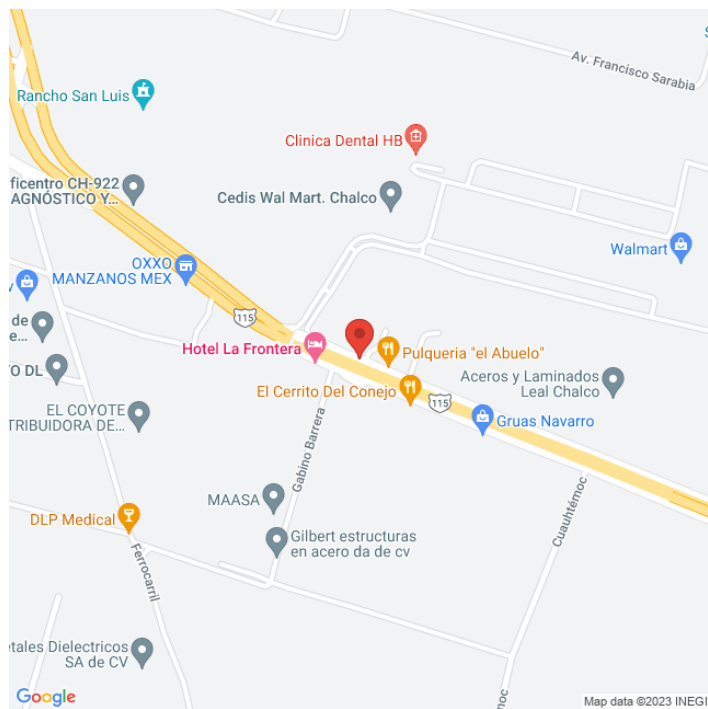 Av. Francisco Sarabia
Rancho San Luis
Clinica Dental HB
ficentro CH-922
AGNÓSTICO Y...
Cedis Wal Mart. Chalco
Walmart
OXXO
MANZANOS MEX
115
Hotel La Frontera
Pulqueria "el Abuelo"
El Cerrito Del Conejo
115
Aceros y Laminados
Leal Chalco
Gruas Navarro
de
e...
O DL
EL COYOTE
TRIBUIDORA DE...
Gabino Barrera
MAASA
Cuauhtémoc
DLP Medical
Gilbert estructuras
en acero da de cv
Ferrocarril
etales Dielectricos
SA de CV
moc
Google
Map data ©2023 INEGI